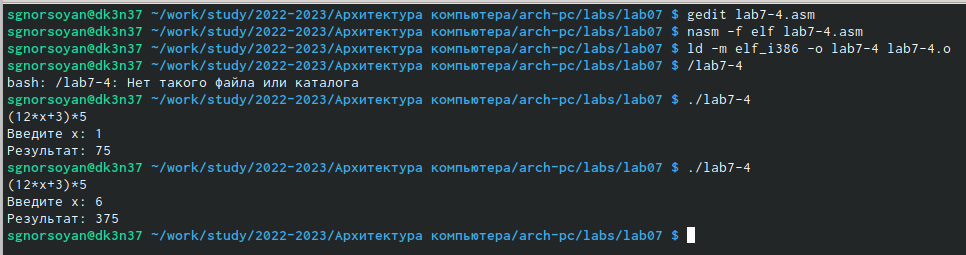 sgnorsoyan@dk3n37 ~/work/study/2022-2023/Архитектура компьютера/arch-pc/labs/lab07 $ gedit lab7-4.asm
sgnorsoyan@dk3n37 ~/work/study/2022-2023/Архитектура компьютера/arch-pc/labs/lab07 $ nasm -f elf lab7-4.asm
sgnorsoyan@dk3n37 ~/work/study/2022-2023/Архитектура компьютера/arch-pc/labs/lab07 $ ld -m elf_i386 -o lab7-4 lab7-4.o
sgnorsoyan@dk3n37 ~/work/study/2022-2023/Архитектура компьютера/arch-pc/labs/lab07 $ /lab7-4
bash: /lab7-4: Нет такого файла или каталога
sgnorsoyan@dk3n37 ~/work/study/2022-2023/Архитектура компьютера/arch-pc/labs/lab07 $ ./lab7-4
(12*x+3)*5
Введите x: 1
Результат: 75
sgnorsoyan@dk3n37 ~/work/study/2022-2023/Архитектура компьютера/arch-pc/labs/lab07 $ ./lab7-4
(12*x+3)*5
Введите x: 6
Результат: 375
sgnorsoyan@dk3n37 ~/work/study/2022-2023/Архитектура компьютера/arch-pc/labs/lab07 $